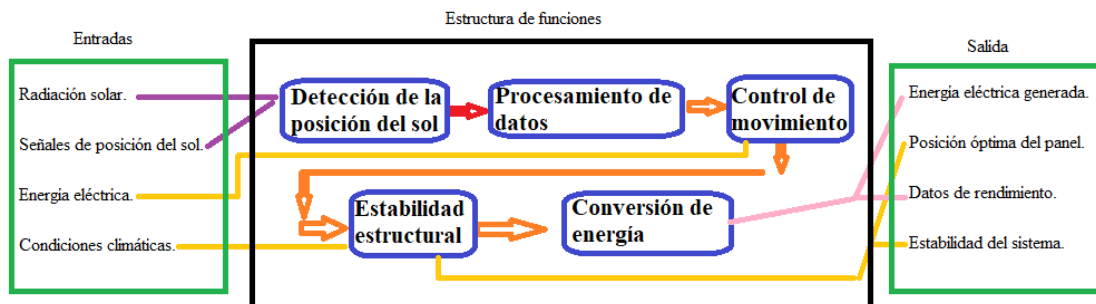 Estructura de funciones
Entradas
Salida
Radiación solar.
Señales de posición del sol.
Energía eléctrica.
Condiciones climáticas.
Detección de la
posición del sol
Procesamiento de
datos
Control de
movimiento
Estabilidad
estructural
Conversión de
energía
Energia eléctrica generada.
Posición óptima del panel.
Datos de rendimiento.
Estabilidad del sistema.